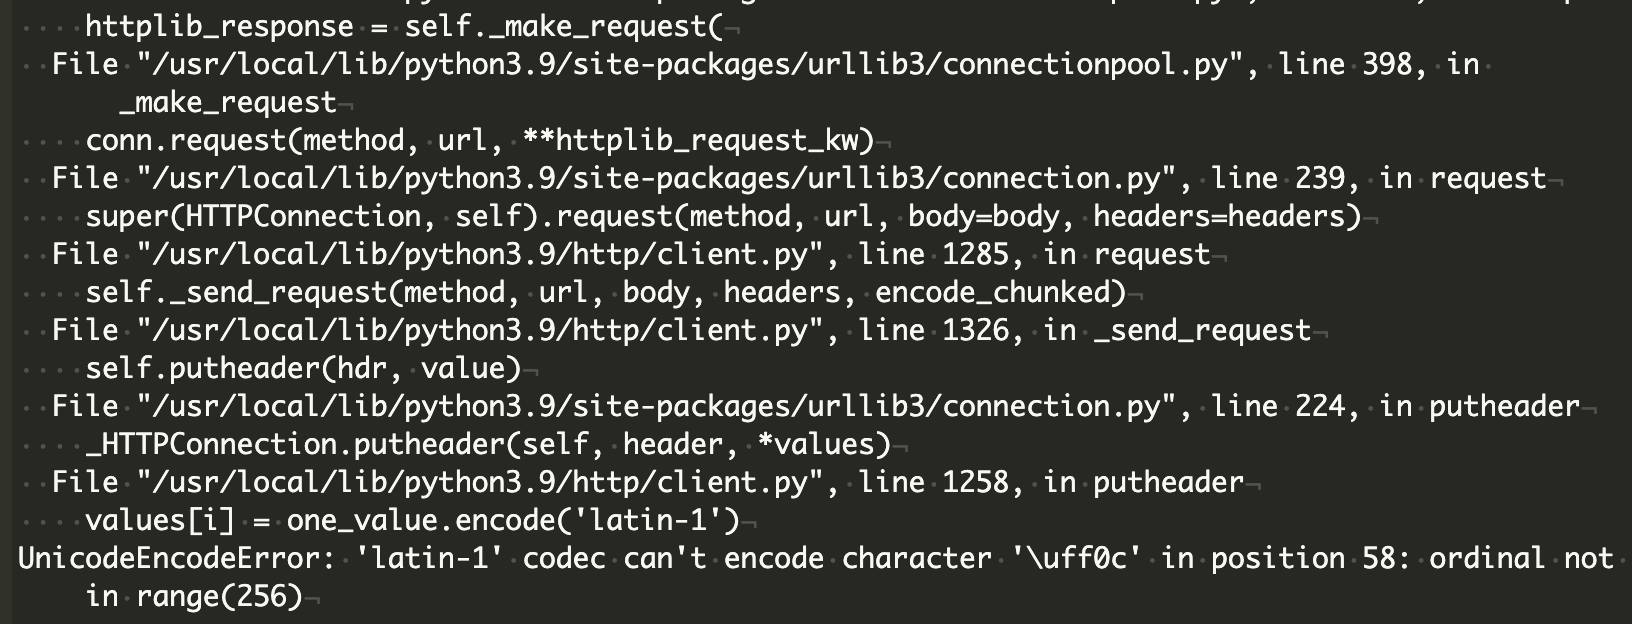 httplib_response = self._make_request(¬
File "/usr/local/lib/python3.9/site-packages/urllib3/connectionpool.py", line 398, in
_make_request¬
conn.request(method, url, **httplib_request_kw)¬
File "/usr/local/lib/python3.9/site-packages/urllib3/connection.py", line 239, in request¬
super(HTTPConnection, self).request(method, url, body=body, headers=headers)¬
File "/usr/local/lib/python3.9/http/client.py", line 1285, in request¬
self._send_request(method, url, body, headers, encode_chunked)¬
File "/usr/local/lib/python3.9/http/client.py", line 1326, in _send_request¬
self.putheader(hdr, value)¬
File "/usr/local/lib/python3.9/site-packages/urllib3/connection.py", line 224, in putheader¬
_HTTPConnection.putheader(self, header, *values)¬
File "/usr/local/lib/python3.9/http/client.py", line 1258, in putheader¬
values[i] = one_value.encode('latin-1')¬
UnicodeEncodeError: 'latin-1' codec can't encode character '\uff0c' in position 58: ordinal not
in range(256)¬